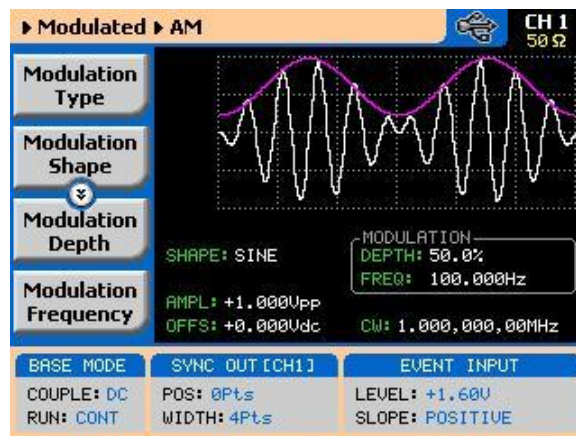 ▸ Modulated ▸ AM
CH 1
50 Ω
Modulation
Type
Modulation
Shape
Modulation
Depth
Modulation
Frequency
SHAPE: SINE
AMPL: +1.000Vpp
OFFS: +0.000Vdc
MODULATION
DEPTH: 50.0%
FREQ: 100.000Hz
CW: 1.000,000,00MHz
BASE MODE
COUPLE: DC
RUN: CONT
SYNC OUT [CH1]
POS: 0Pts
WIDTH: 4Pts
EVENT INPUT
LEVEL: +1.60V
SLOPE: POSITIVE